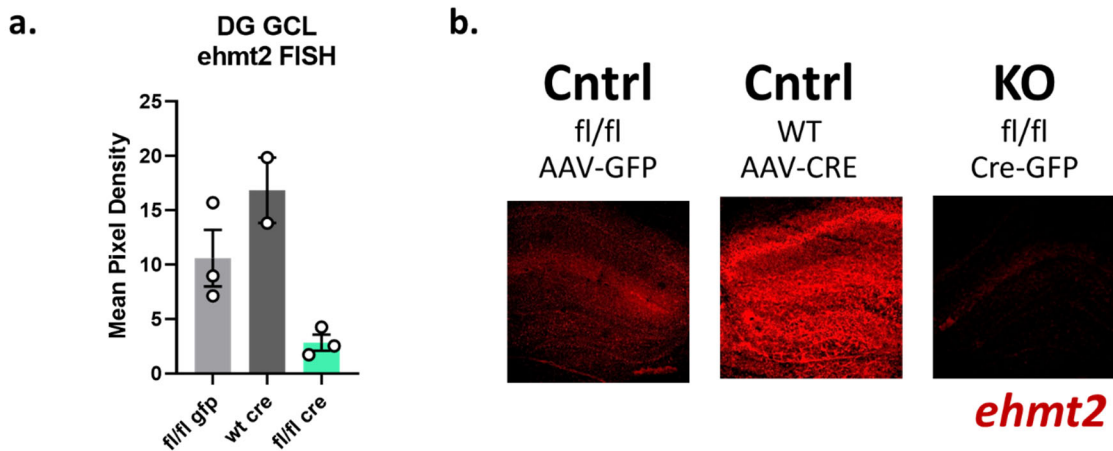 a.
DG GCL
ehmt2 FISH
Mean Pixel Density
25
20
15
10
5
0
fl/fl gfp
wt cre
fl/fl cre
b.
Cntrl
fl/fl
AAV-GFP
Cntrl
WT
AAV-CRE
KO
fl/fl
Cre-GFP
ehmt2